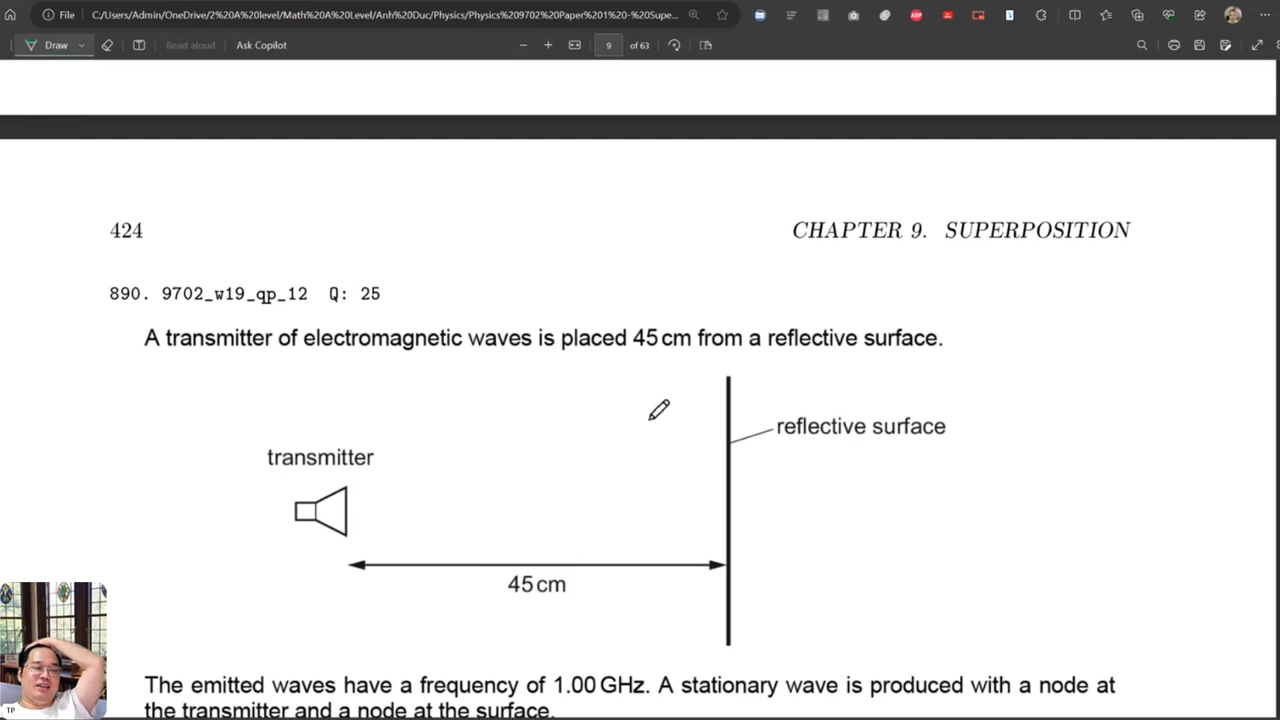 File
C:/Users/Admin/OneDrive/2%20A%20level/Math%20A%20Level/Anh%20Duc/Physics/Physics%209702%20Paper%201%20-%20Supe...
Draw
Read aloud
Ask Copilot
9
of 63
424
CHAPTER 9. SUPERPOSITION
890. 9702_w19_qp_12 Q: 25
A transmitter of electromagnetic waves is placed 45 cm from a reflective surface.
reflective surface
transmitter
45 cm
The emitted waves have a frequency of 1.00 GHz. A stationary wave is produced with a node at
the transmitter and a node at the surface.
TP
ABP